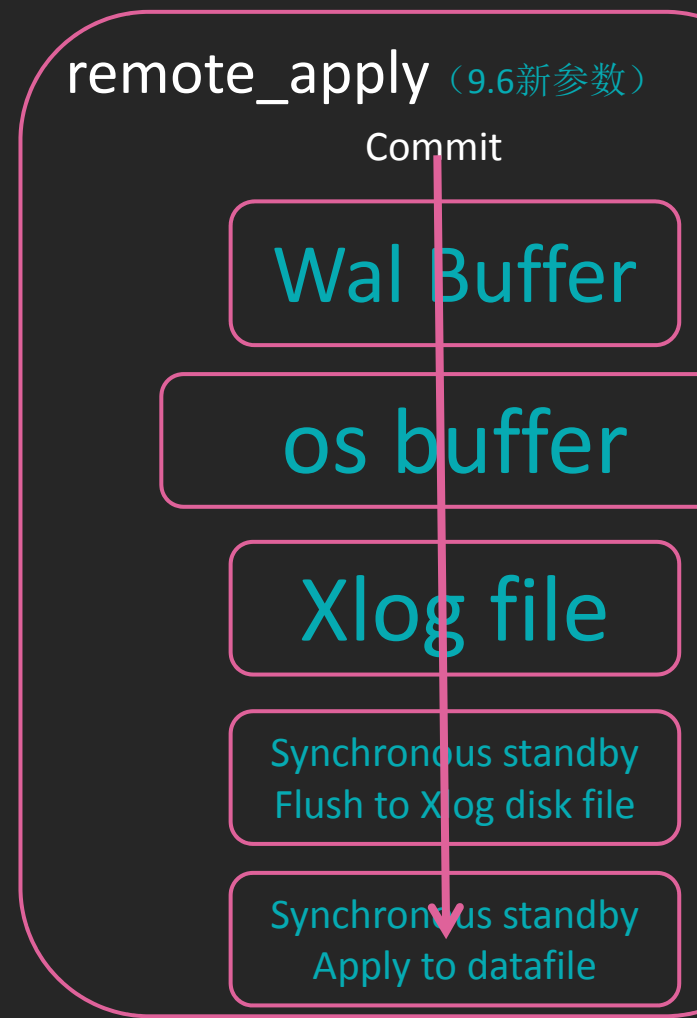 remote_apply（9.6新参数）
Commit
Wal Buffer
os buffer
Xlog file
Synchronous standby
Flush to Xlog disk file
Synchronous standby
Apply to datafile